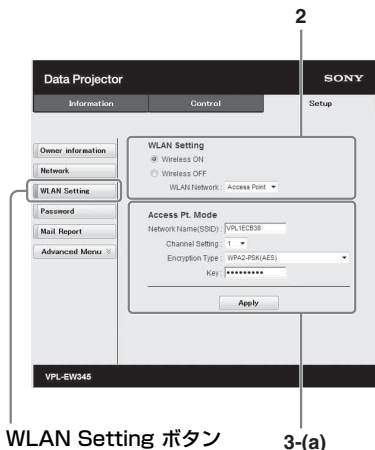 2
Data Projector SONY
Information Control Setup
Owner information
Network
WLAN Setting
Password
Mail Report
Advanced Menu
WLAN Setting
Wireless ON
Wireless OFF
WLAN Network : Access Point
Access Pt. Mode
Network Name(SSID) : VPL1ECB38
Channel Setting : 1
Encryption Type : WPA2-PSK(AES)
Key : •••••••••
Apply
VPL-EW345
WLAN Setting ボタン
3-(a)